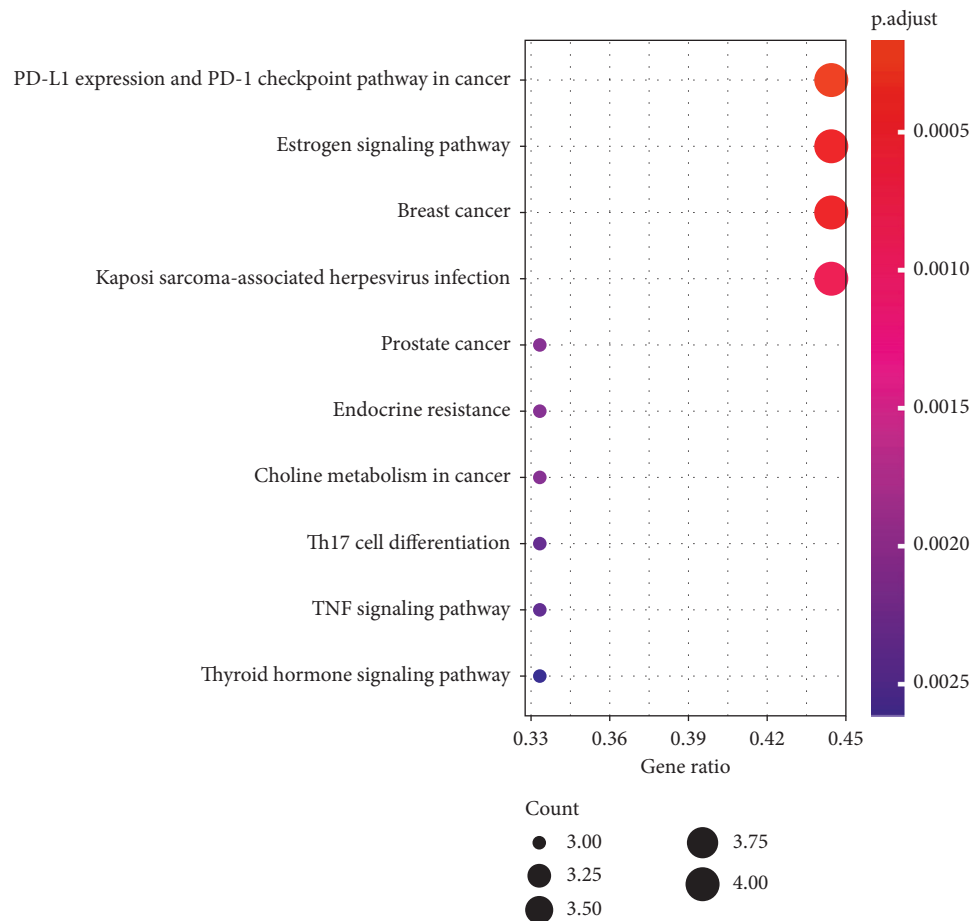 p.adjust
PD-L1 expression and PD-1 checkpoint pathway in cancer
Estrogen signaling pathway
Breast cancer
Kaposi sarcoma-associated herpesvirus infection
Prostate cancer
Endocrine resistance
Choline metabolism in cancer
Th17 cell differentiation
TNF signaling pathway
Thyroid hormone signaling pathway
0.0005
0.0010
0.0015
0.0020
0.0025
0.33 0.36 0.39 0.42 0.45
Gene ratio
Count
3.00 3.75
3.25 4.00
3.50